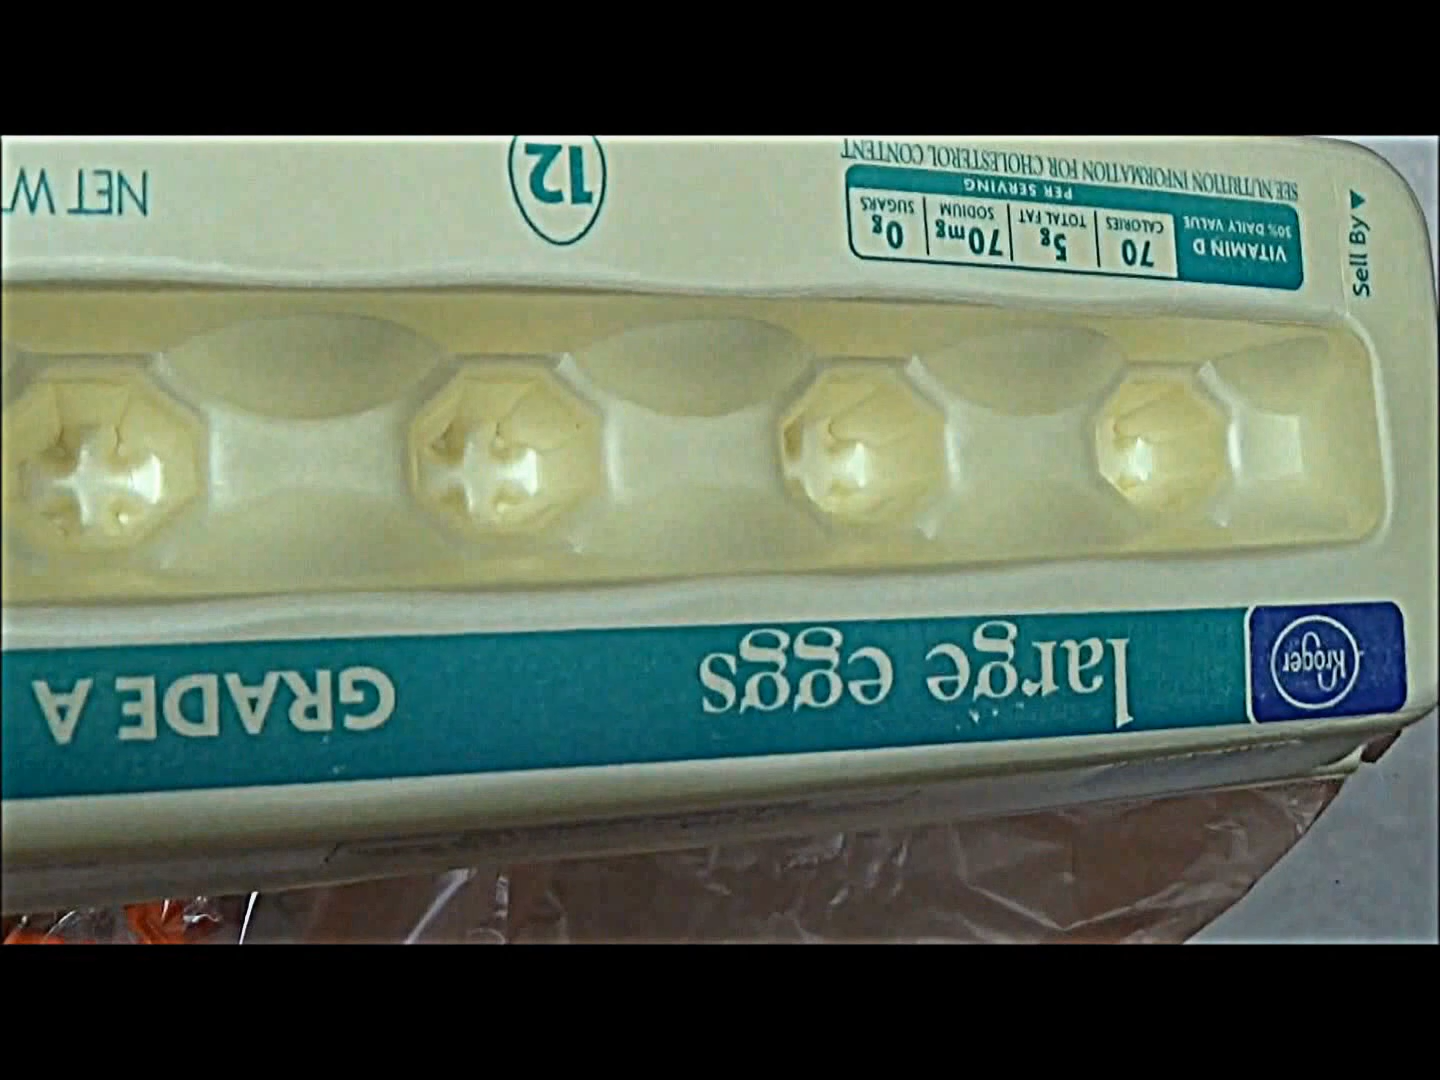 Kroger
large eggs
GRADE A
Sell By
VITAMIN D
30% DAILY VALUE
70
CALORIES
5g
TOTAL FAT
70mg
SODIUM
0g
SUGARS
PER SERVING
SEE NUTRITION INFORMATION FOR CHOLESTEROL CONTENT
12
NET W